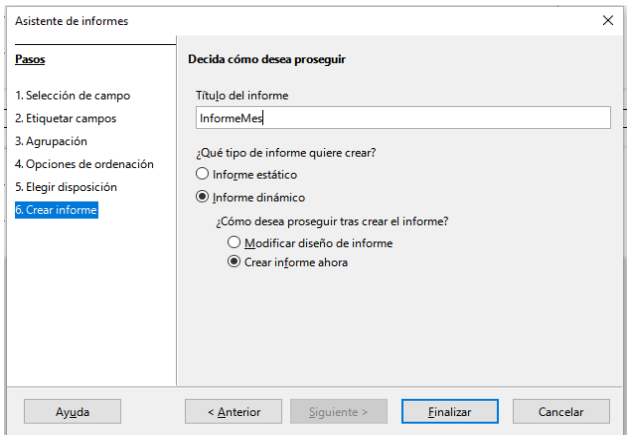 Asistente de informes
Pasos
1. Selección de campo
2. Etiquetar campos
3. Agrupación
4. Opciones de ordenación
5. Elegir disposición
6. Crear informe
Decida cómo desea proseguir
Título del informe
InformeMes
¿Qué tipo de informe quiere crear?
Informe estático
Informe dinámico
¿Cómo desea proseguir tras crear el informe?
Modificar diseño de informe
Crear informe ahora
Ayuda
< Anterior
Siguiente >
Finalizar
Cancelar